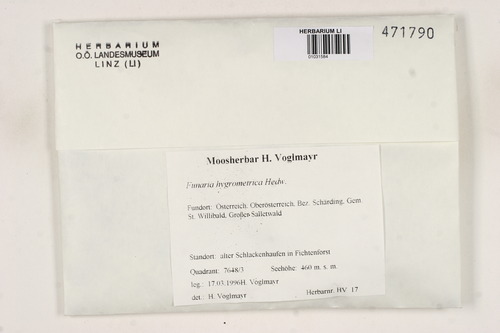 HERBARIUM
O.Ö. LANDESMUSEUM
LINZ (LI)
HERBARIUM LI
471790
Moosherbar H. Voglmayr
Funaria hygrometrica Hedw.
Fundort: Österreich. Oberösterreich. Bez. Schärding. Gem.
St. Willibald, Großer Salletwald
Standort: alter Schlackenhaufen in Fichtenforst
Quadrant: 7648/3 Seehöhe: 460 m. s. m.
leg.: 17.03.1996H. Voglmayr
det.: H. Voglmayr Herbarnr. HV 17